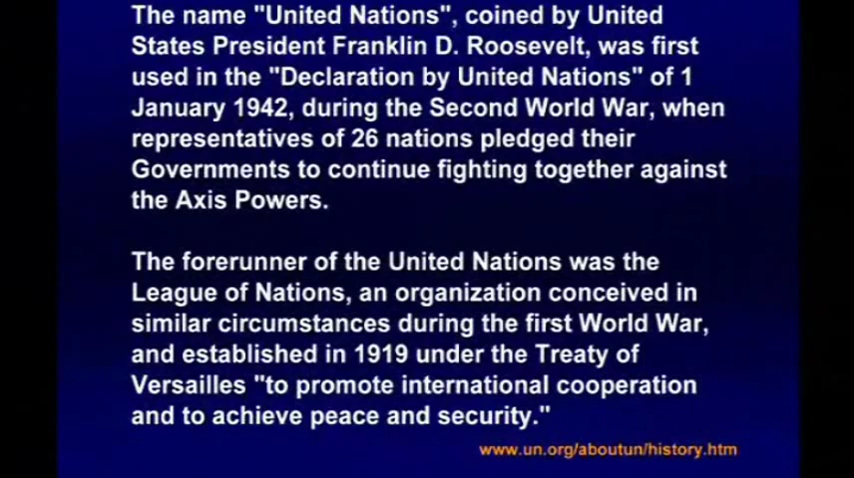 The name "United Nations", coined by United
States President Franklin D. Roosevelt, was first
used in the "Declaration by United Nations" of 1
January 1942, during the Second World War, when
representatives of 26 nations pledged their
Governments to continue fighting together against
the Axis Powers.
The forerunner of the United Nations was the
League of Nations, an organization conceived in
similar circumstances during the first World War,
and established in 1919 under the Treaty of
Versailles "to promote international cooperation
and to achieve peace and security."
www.un.org/aboutun/history.htm